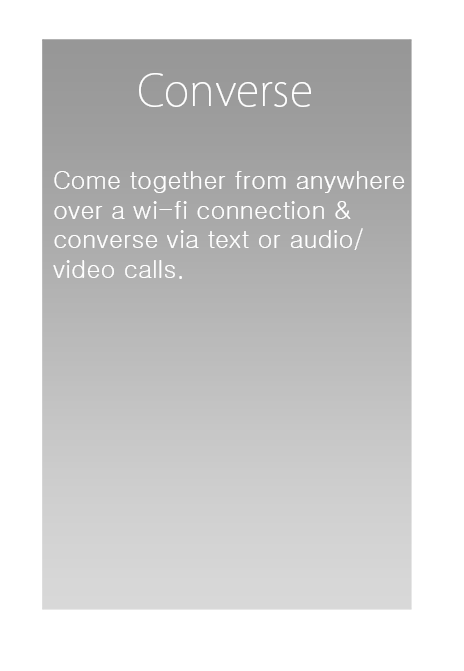 Converse
Come together from anywhere
over a wi-fi connection &
converse via text or audio/
video calls.